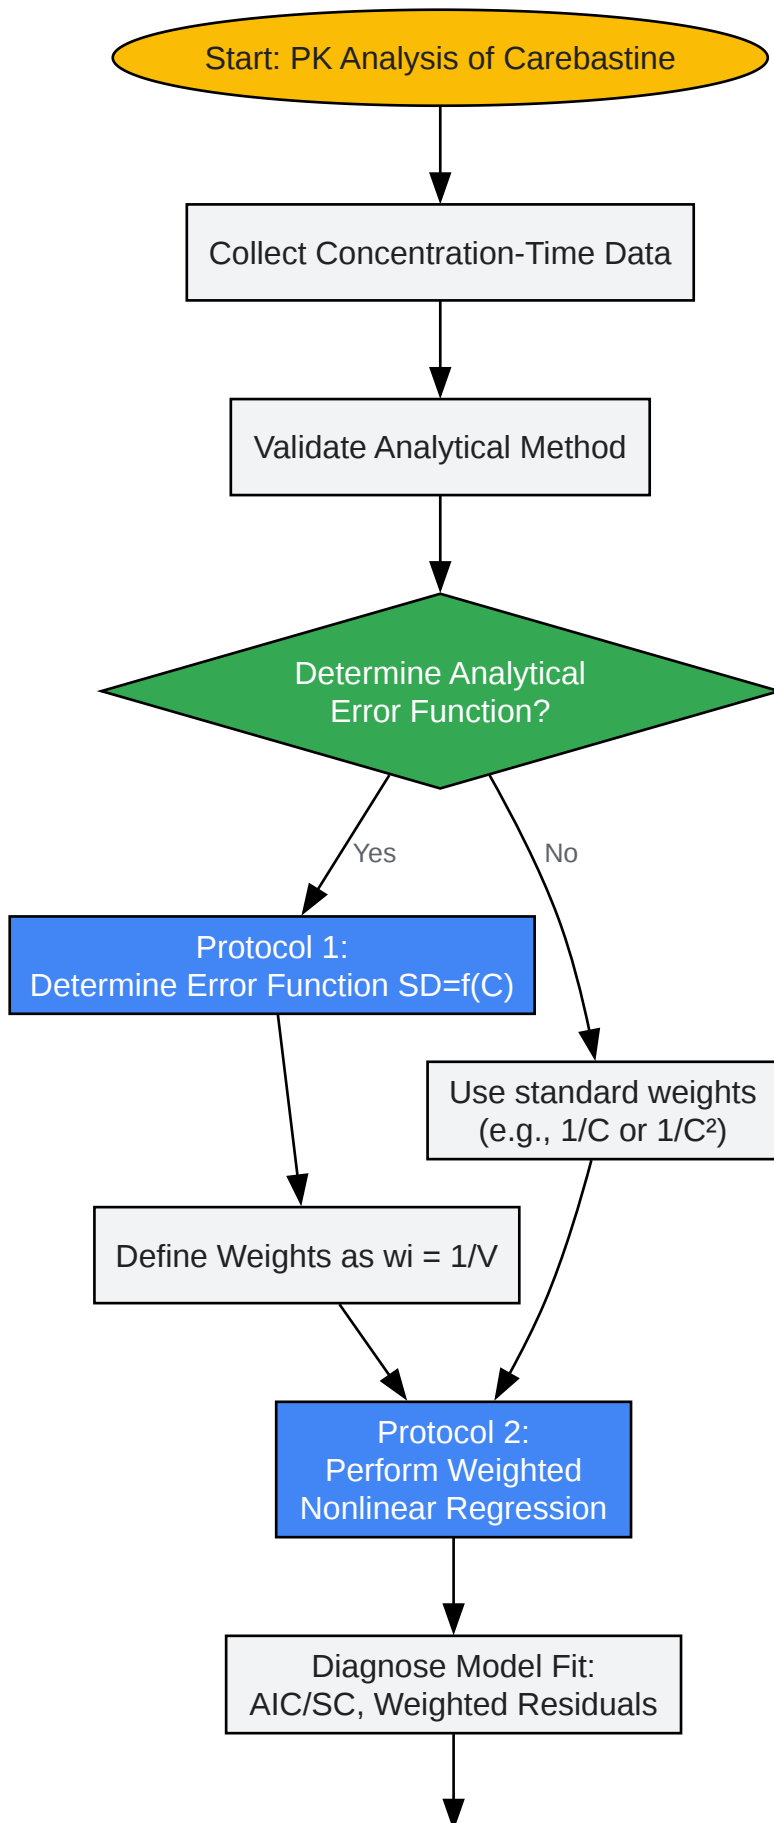 Start: PK Analysis of Carebastine
Collect Concentration-Time Data
Validate Analytical Method
Determine Analytical
Error Function?
Yes
No
Protocol 1:
Determine Error Function SD=f(C)
Use standard weights
(e.g., 1/C or 1/C²)
Define Weights as wi = 1/V
Protocol 2:
Perform Weighted
Nonlinear Regression
Diagnose Model Fit:
AIC/SC, Weighted Residuals